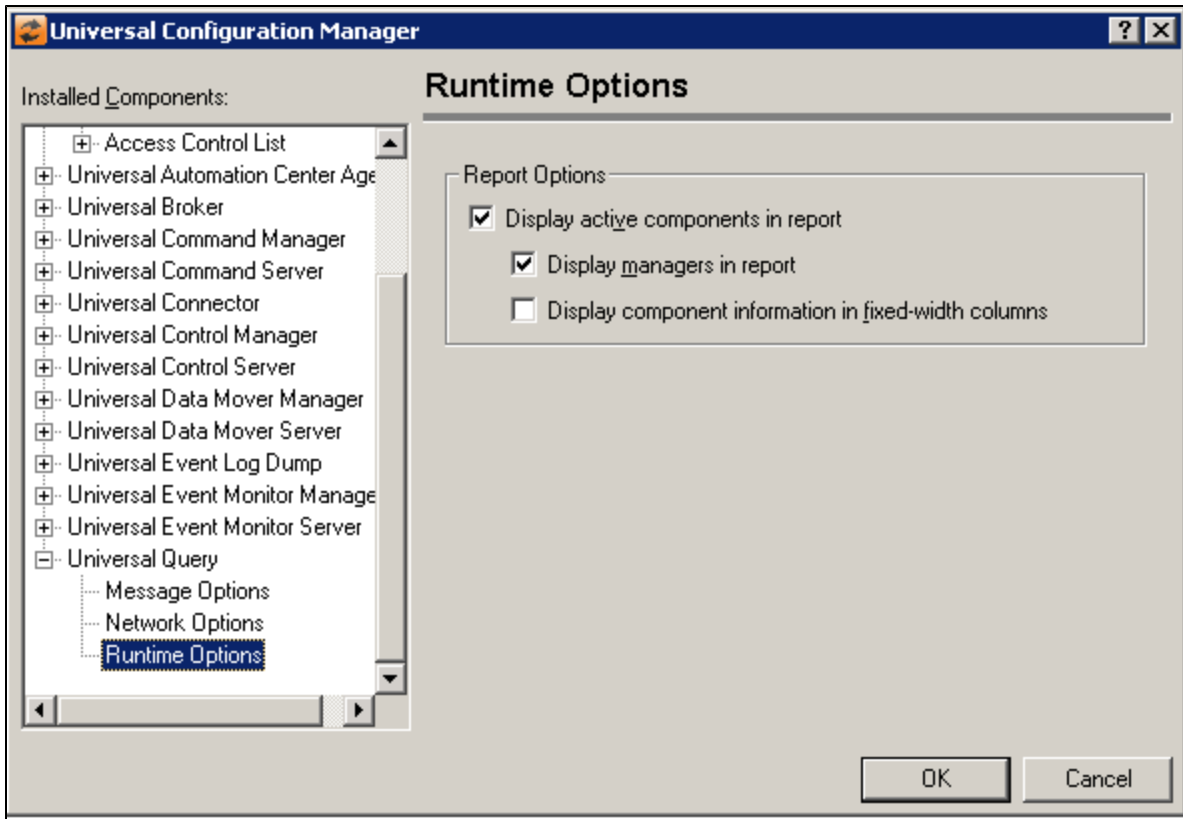 Universal Configuration Manager
Installed Components:
Access Control List
Universal Automation Center Age
Universal Broker
Universal Command Manager
Universal Command Server
Universal Connector
Universal Control Manager
Universal Control Server
Universal Data Mover Manager
Universal Data Mover Server
Universal Event Log Dump
Universal Event Monitor Manage
Universal Event Monitor Server
Universal Query
Message Options
Network Options
Runtime Options
Runtime Options
Report Options
Display active components in report
Display managers in report
Display component information in fixed-width columns
OK Cancel